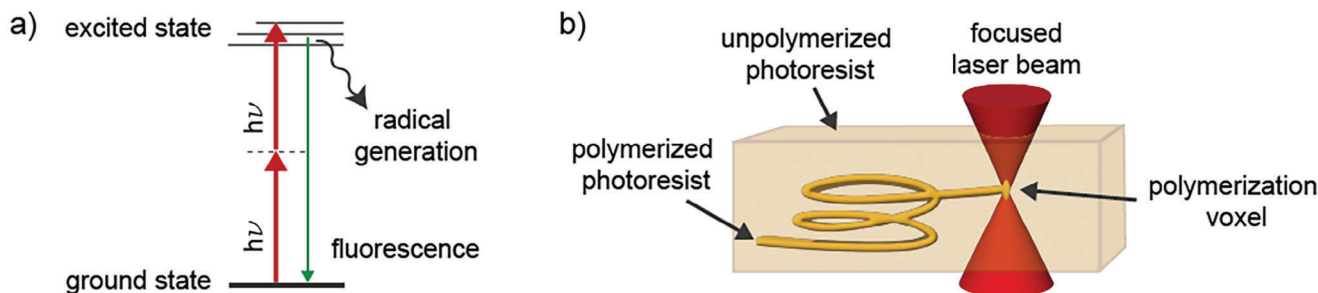 a)
excited state
hν
hν
radical
generation
fluorescence
ground state
b)
unpolymerized
photoresist
focused
laser beam
polymerized
photoresist
polymerization
voxel